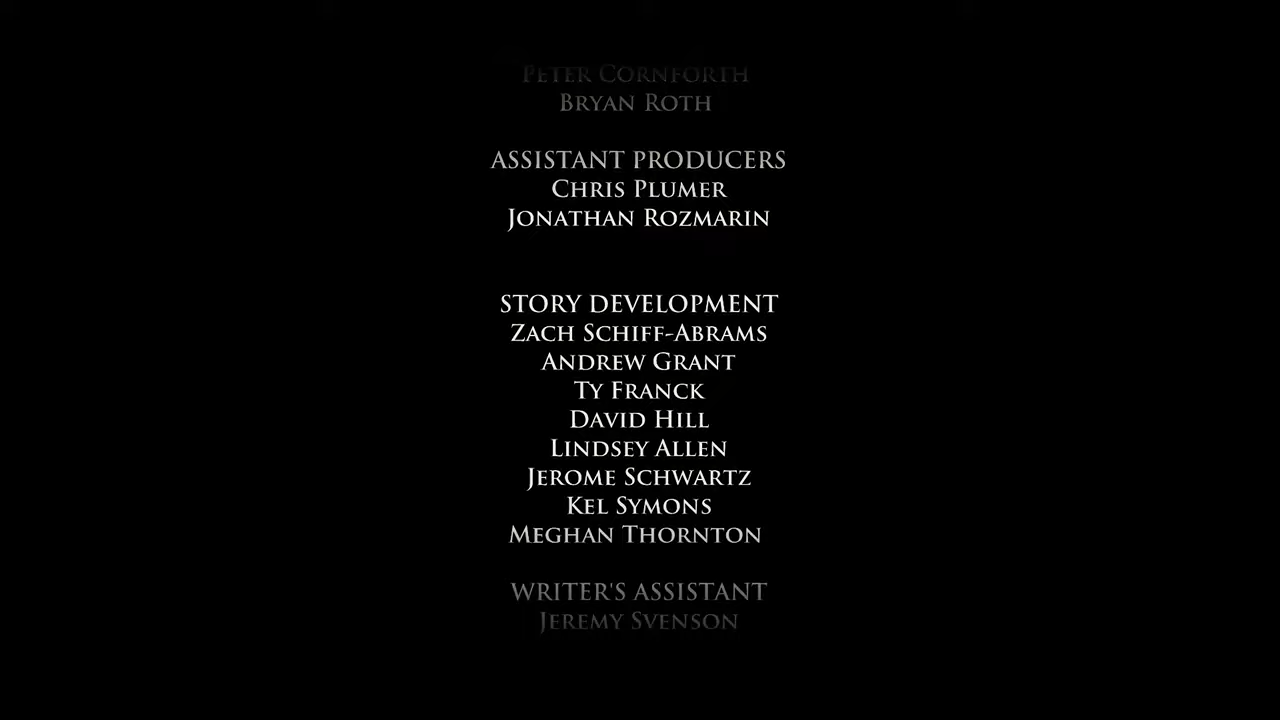 Peter Cornforth
Bryan Roth
ASSISTANT PRODUCERS
Chris Plumer
Jonathan Rozmarin
STORY DEVELOPMENT
Zach Schiff-Abrams
Andrew Grant
Ty Franck
David Hill
Lindsey Allen
Jerome Schwartz
Kel Symons
Meghan Thornton
WRITER'S ASSISTANT
Jeremy Svenson